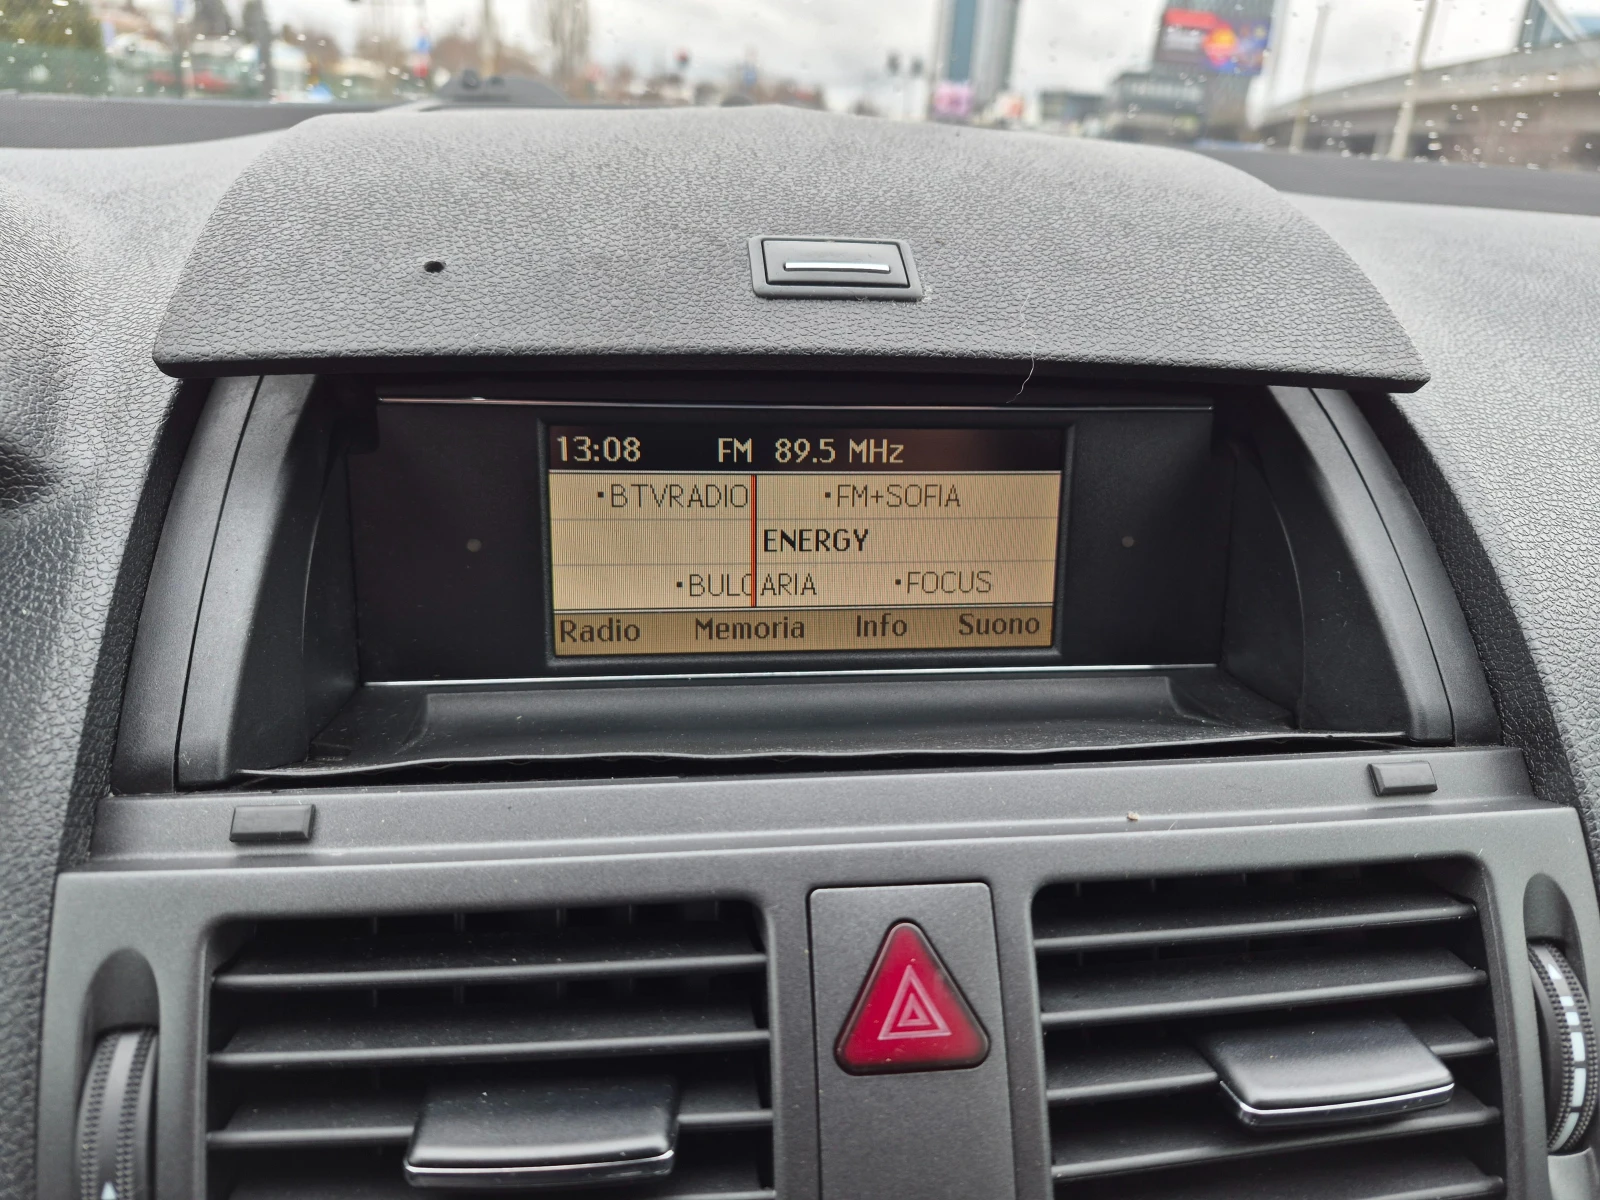 13:08 FM 89.5 MHz
▪BTVRADIO ▪FM+SOFIA
ENERGY
▪BULGARIA ▪FOCUS
Radio Memoria Info Suono